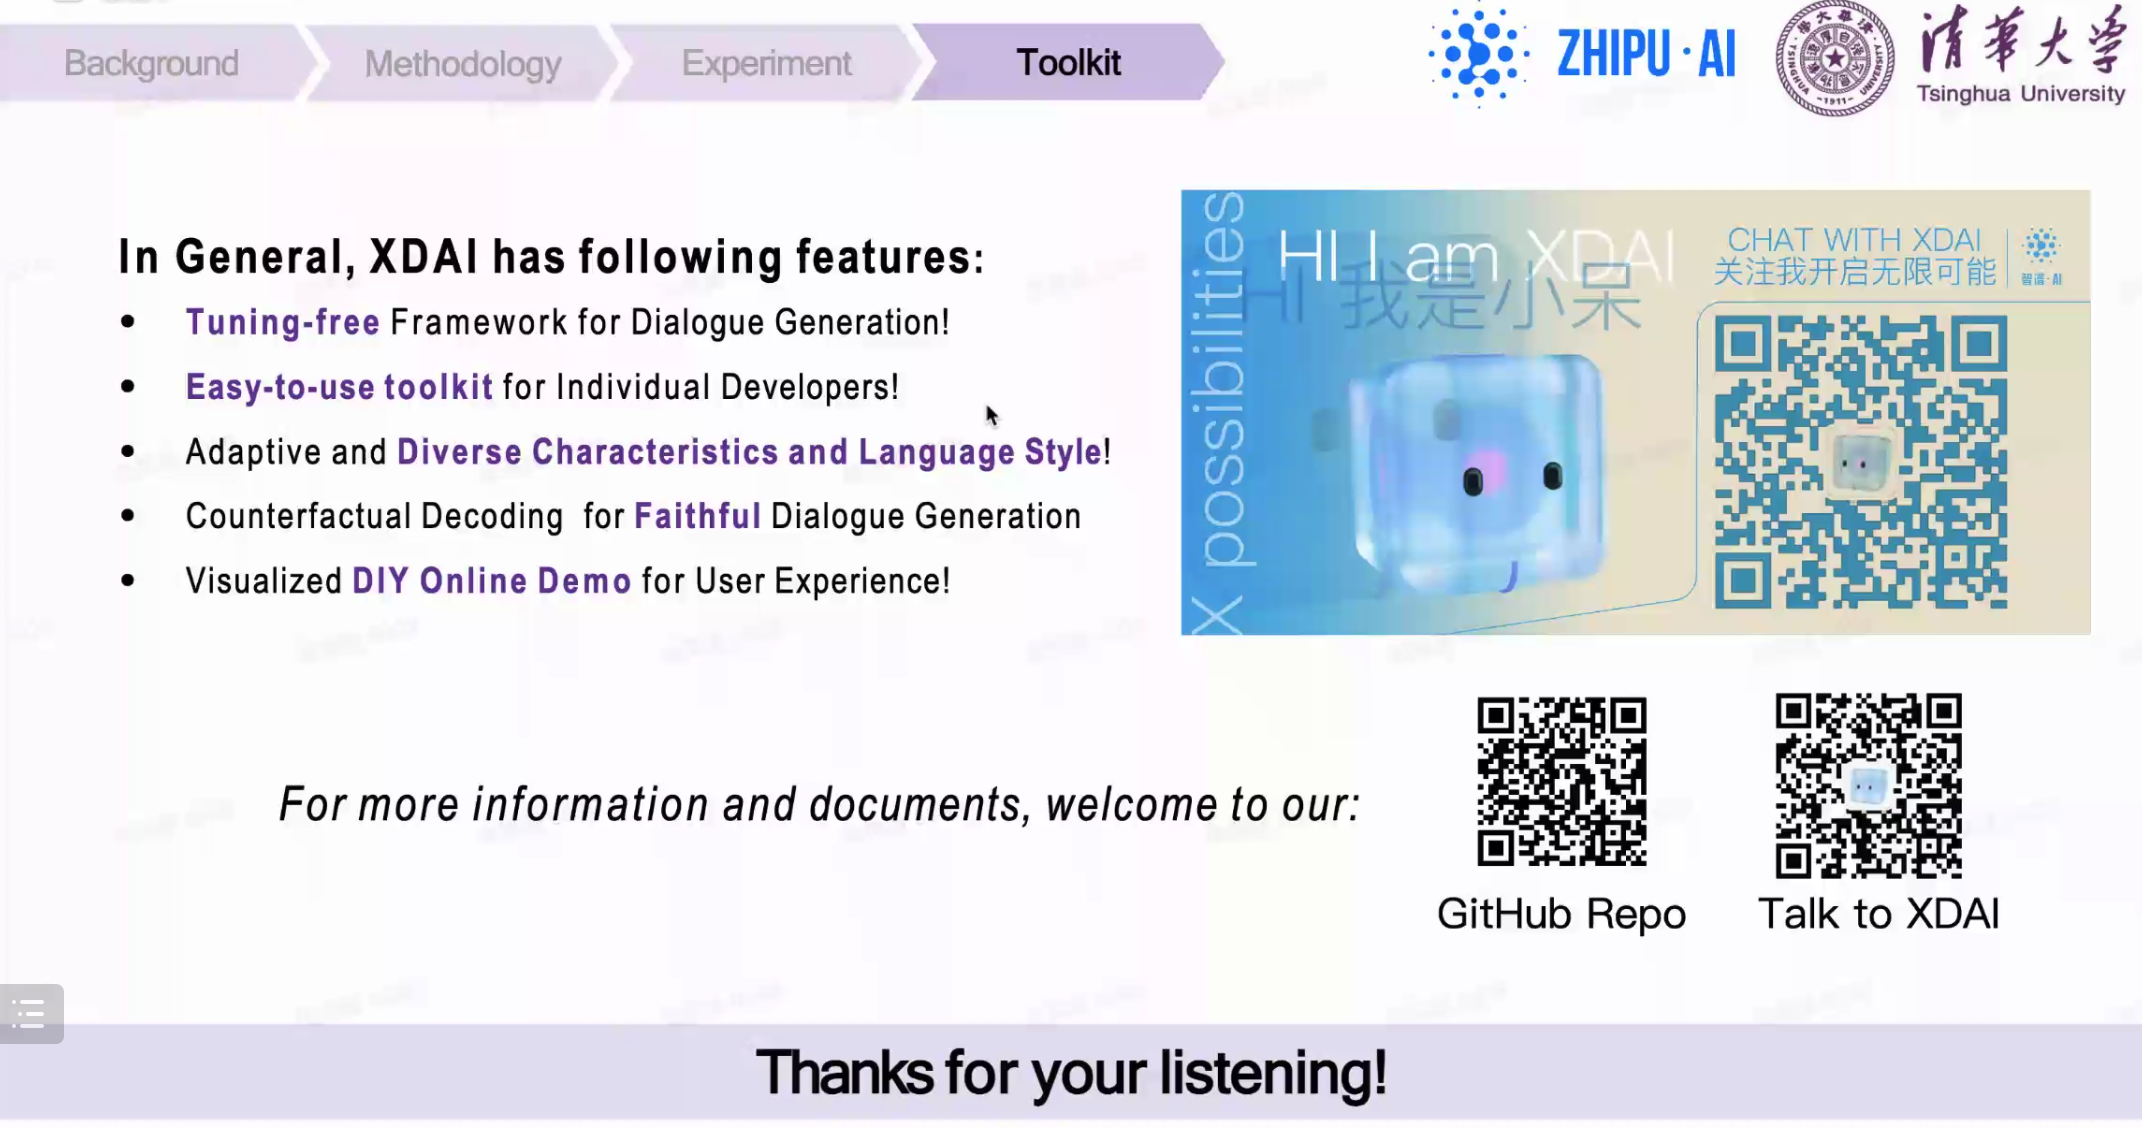 Background
Methodology
Experiment
Toolkit
ZHIPU·AI
TSINGHUA UNIVERSITY
-1911-
清華大学
Tsinghua University
In General, XDAI has following features:
• Tuning-free Framework for Dialogue Generation!
• Easy-to-use toolkit for Individual Developers!
• Adaptive and Diverse Characteristics and Language Style!
• Counterfactual Decoding for Faithful Dialogue Generation
• Visualized DIY Online Demo for User Experience!
X possibilities
HI I am XDAI
HI 我是小呆
CHAT WITH XDAI
关注我开启无限可能
智谱·AI
For more information and documents, welcome to our:
GitHub Repo
Talk to XDAI
Thanks for your listening!